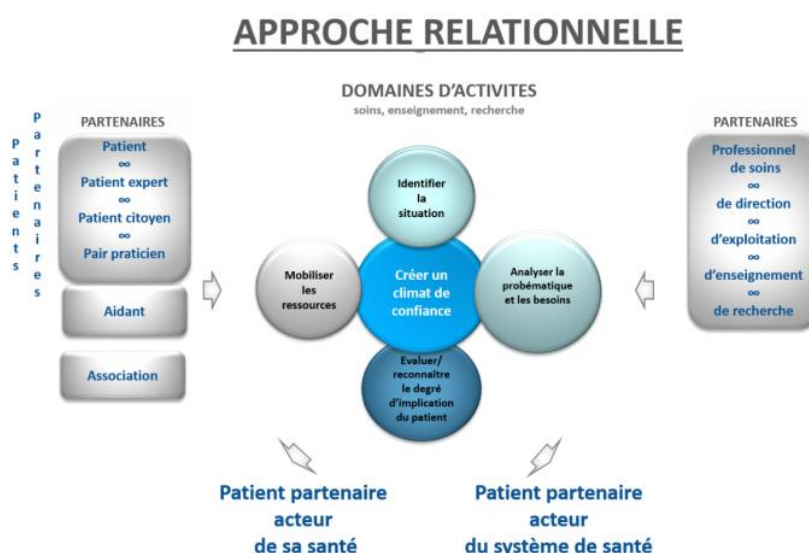 APPROCHE RELATIONNELLE
DOMAINES D'ACTIVITES
soins, enseignement, recherche
Patients
Partenaires
PARTENAIRES
Patient
∞
Patient expert
∞
Patient citoyen
∞
Pair praticien
Aidant
Association
Identifier
la
situation
Mobiliser
les
ressources
Créer un
climat de
confiance
Analyser la
probématique
et les besoins
Evaluer/
reconnaître
le degré
d'implication
du patient
PARTENAIRES
Professionnel
de soins
∞
de direction
∞
d'exploitation
∞
d'enseignement
∞
de recherche
Patient partenaire
acteur
de sa santé
Patient partenaire
acteur
du système de santé